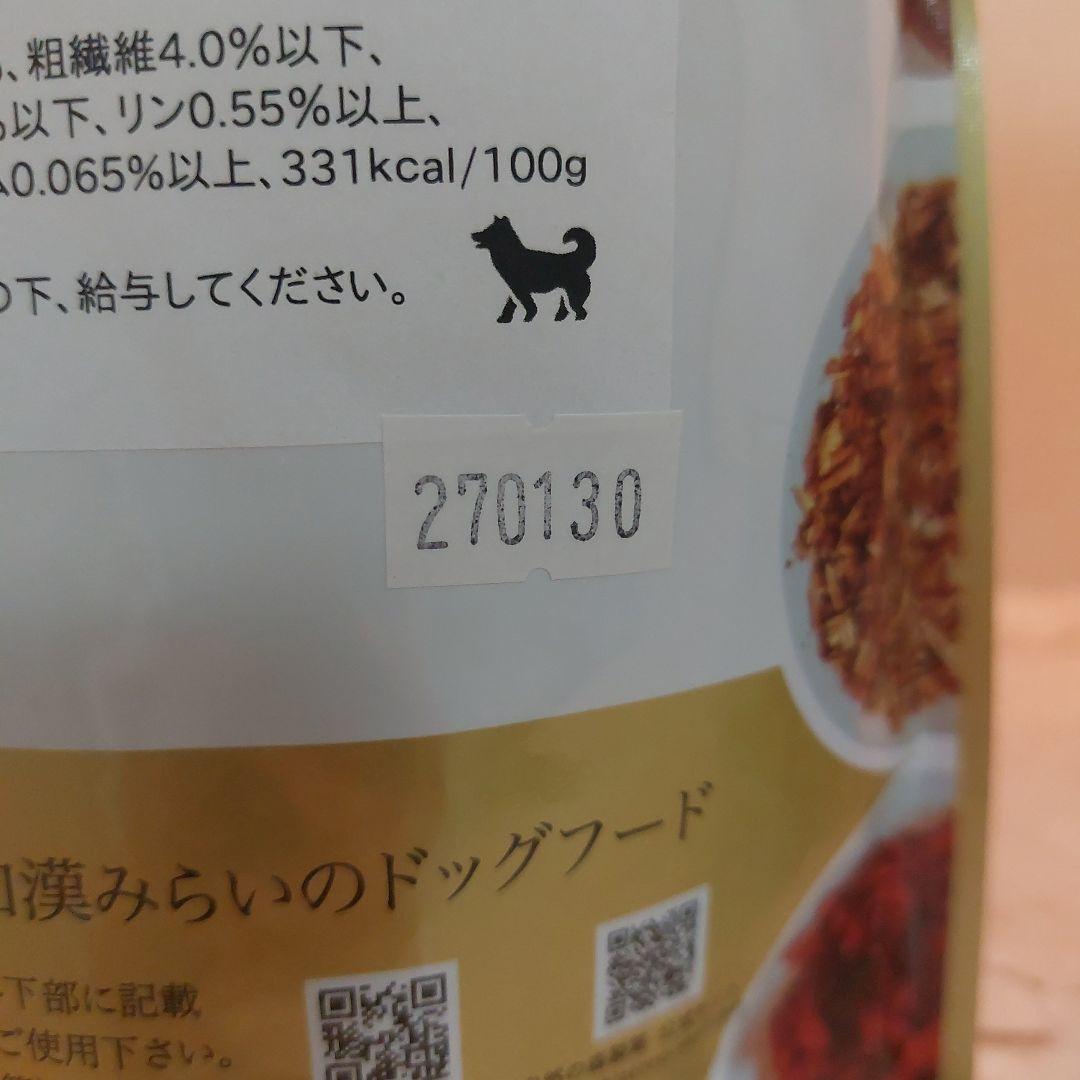 、粗繊維4.0%以下、
%以下、リン0.55%以上、
0.065%以上、331kcal/100g
の下、給与してください。
270130
漢みらいのドッグフード
下部に記載
ご使用下さい。